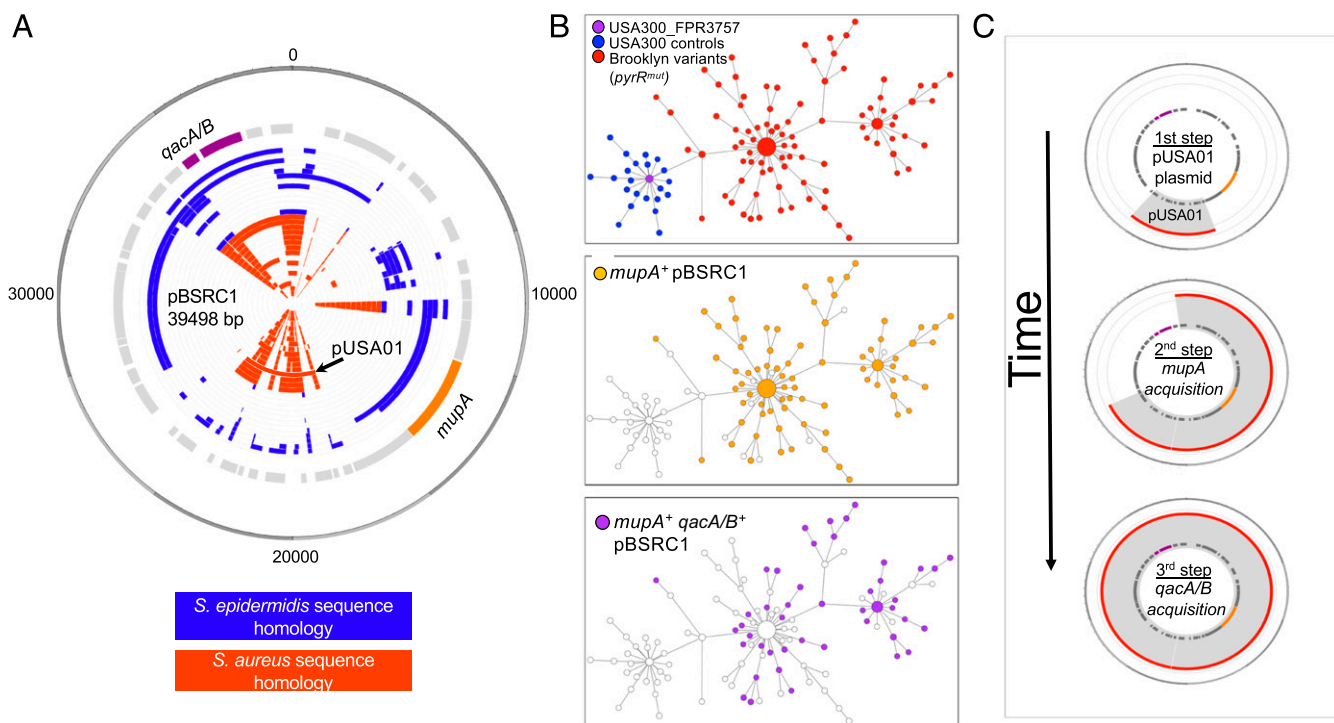 A
0
qacA/B
30000
pBSRC1
39498 bp
10000
pUSA01
mupA
20000
S. epidermidis sequence
homology
S. aureus sequence
homology
B
USA300_FPR3757
USA300 controls
Brooklyn variants
(pyrRmut)
mupA+ pBSRC1
mupA+ qacA/B+
pBSRC1
C
Time
1st step
pUSA01
plasmid
pUSA01
2nd step
mupA
acquisition
3rd step
qacA/B
acquisition